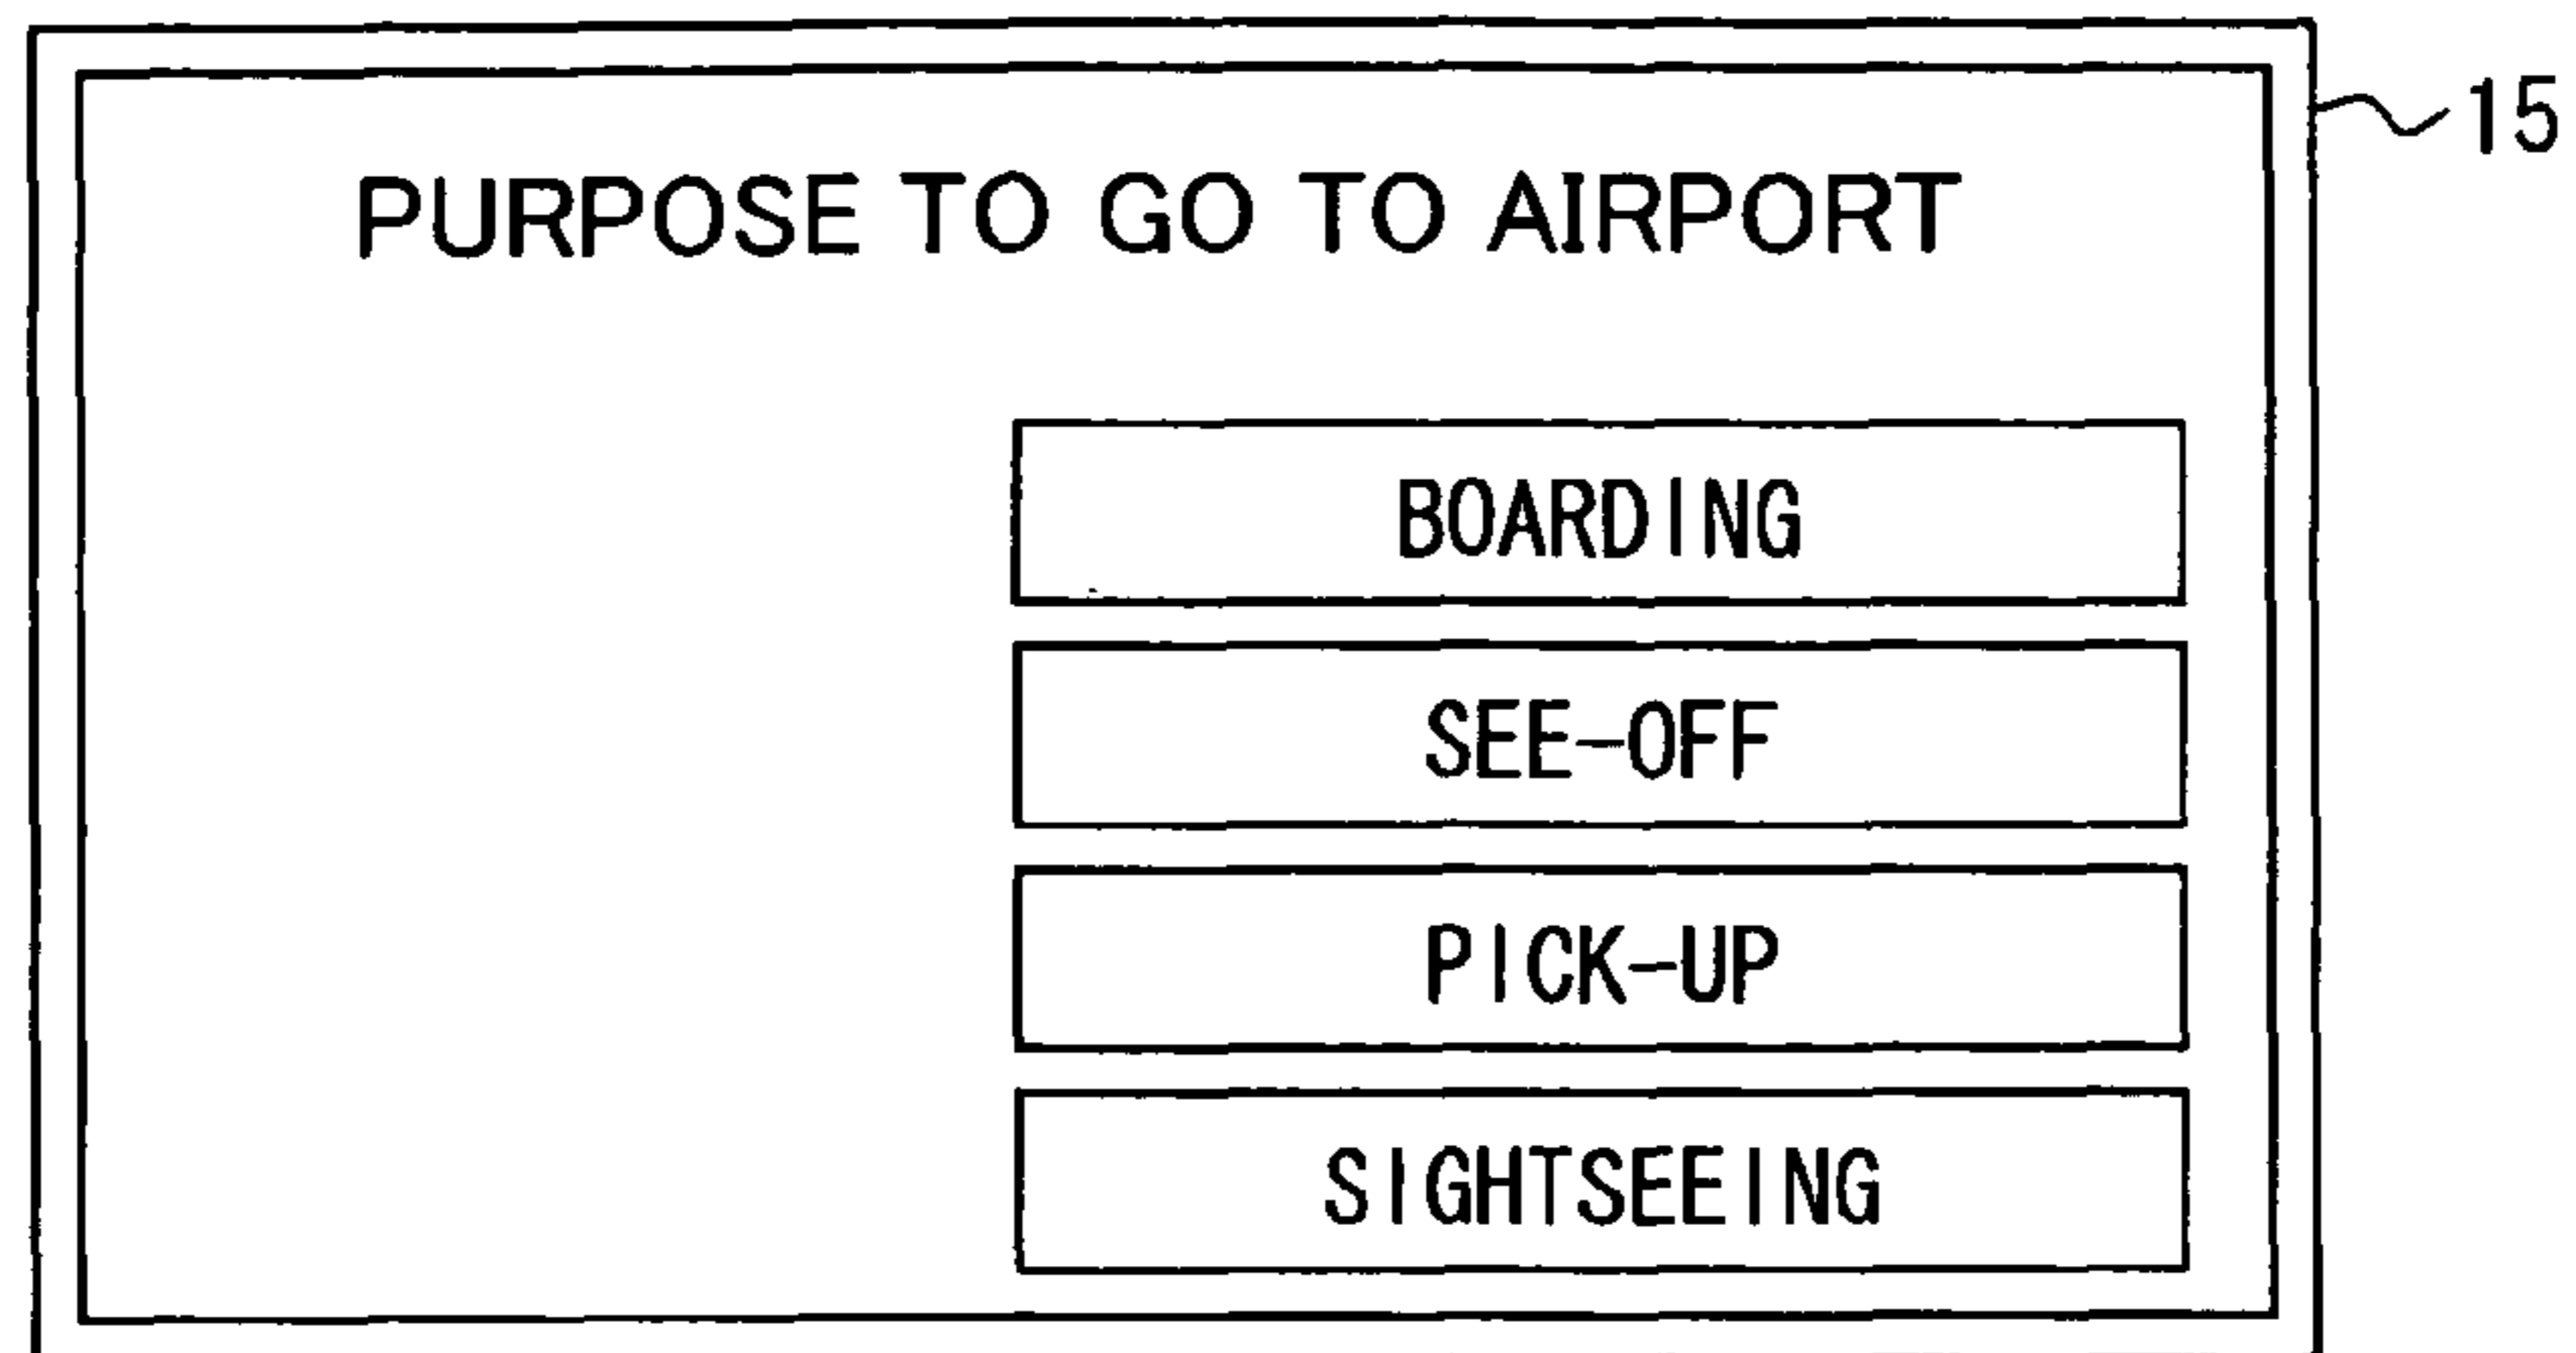 15
PURPOSE TO GO TO AIRPORT
BOARDING
SEE-OFF
PICK-UP
SIGHTSEEING